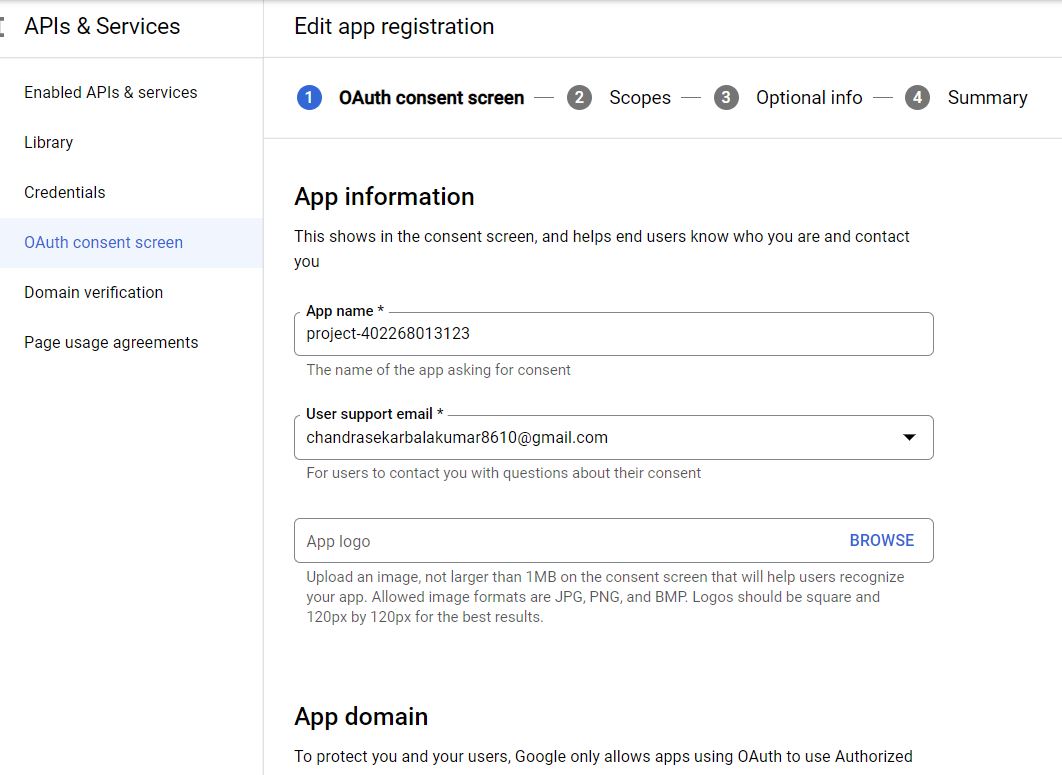 APIs & Services
Edit app registration
Enabled APIs & services
Library
Credentials
OAuth consent screen
Domain verification
Page usage agreements
1 OAuth consent screen — 2 Scopes — 3 Optional info — 4 Summary
App information
This shows in the consent screen, and helps end users know who you are and contact
you
App name *
project-402268013123
The name of the app asking for consent
User support email *
chandrasekarbalakumar8610@gmail.com
For users to contact you with questions about their consent
App logo
BROWSE
Upload an image, not larger than 1MB on the consent screen that will help users recognize
your app. Allowed image formats are JPG, PNG, and BMP. Logos should be square and
120px by 120px for the best results.
App domain
To protect you and your users, Google only allows apps using OAuth to use Authorized